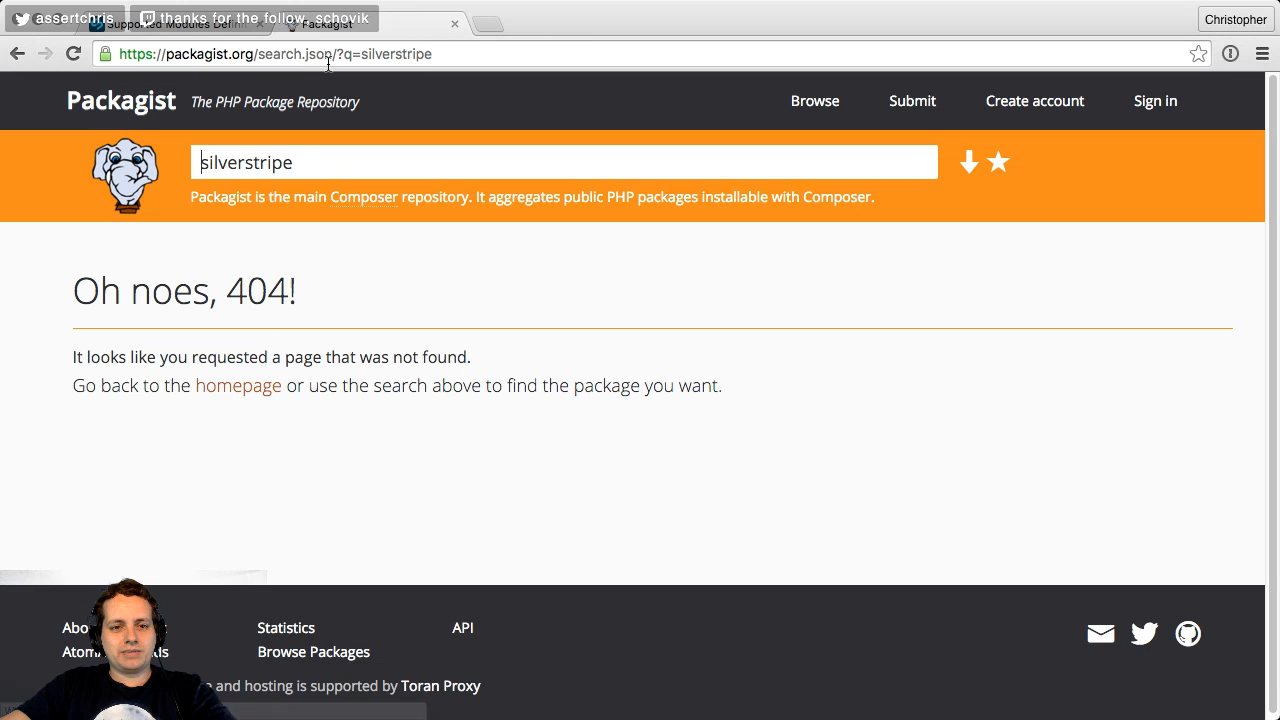 assertchris
thanks for the follow, schovik
Supported Modules Defin
Packagist
Christopher
https://packagist.org/search.json/?q=silverstripe
Packagist
The PHP Package Repository
Browse
Submit
Create account
Sign in
silverstripe
Packagist is the main Composer repository. It aggregates public PHP packages installable with Composer.
Oh noes, 404!
It looks like you requested a page that was not found.
Go back to the homepage or use the search above to find the package you want.
Statistics
API
Browse Packages
and hosting is supported by Toran Proxy